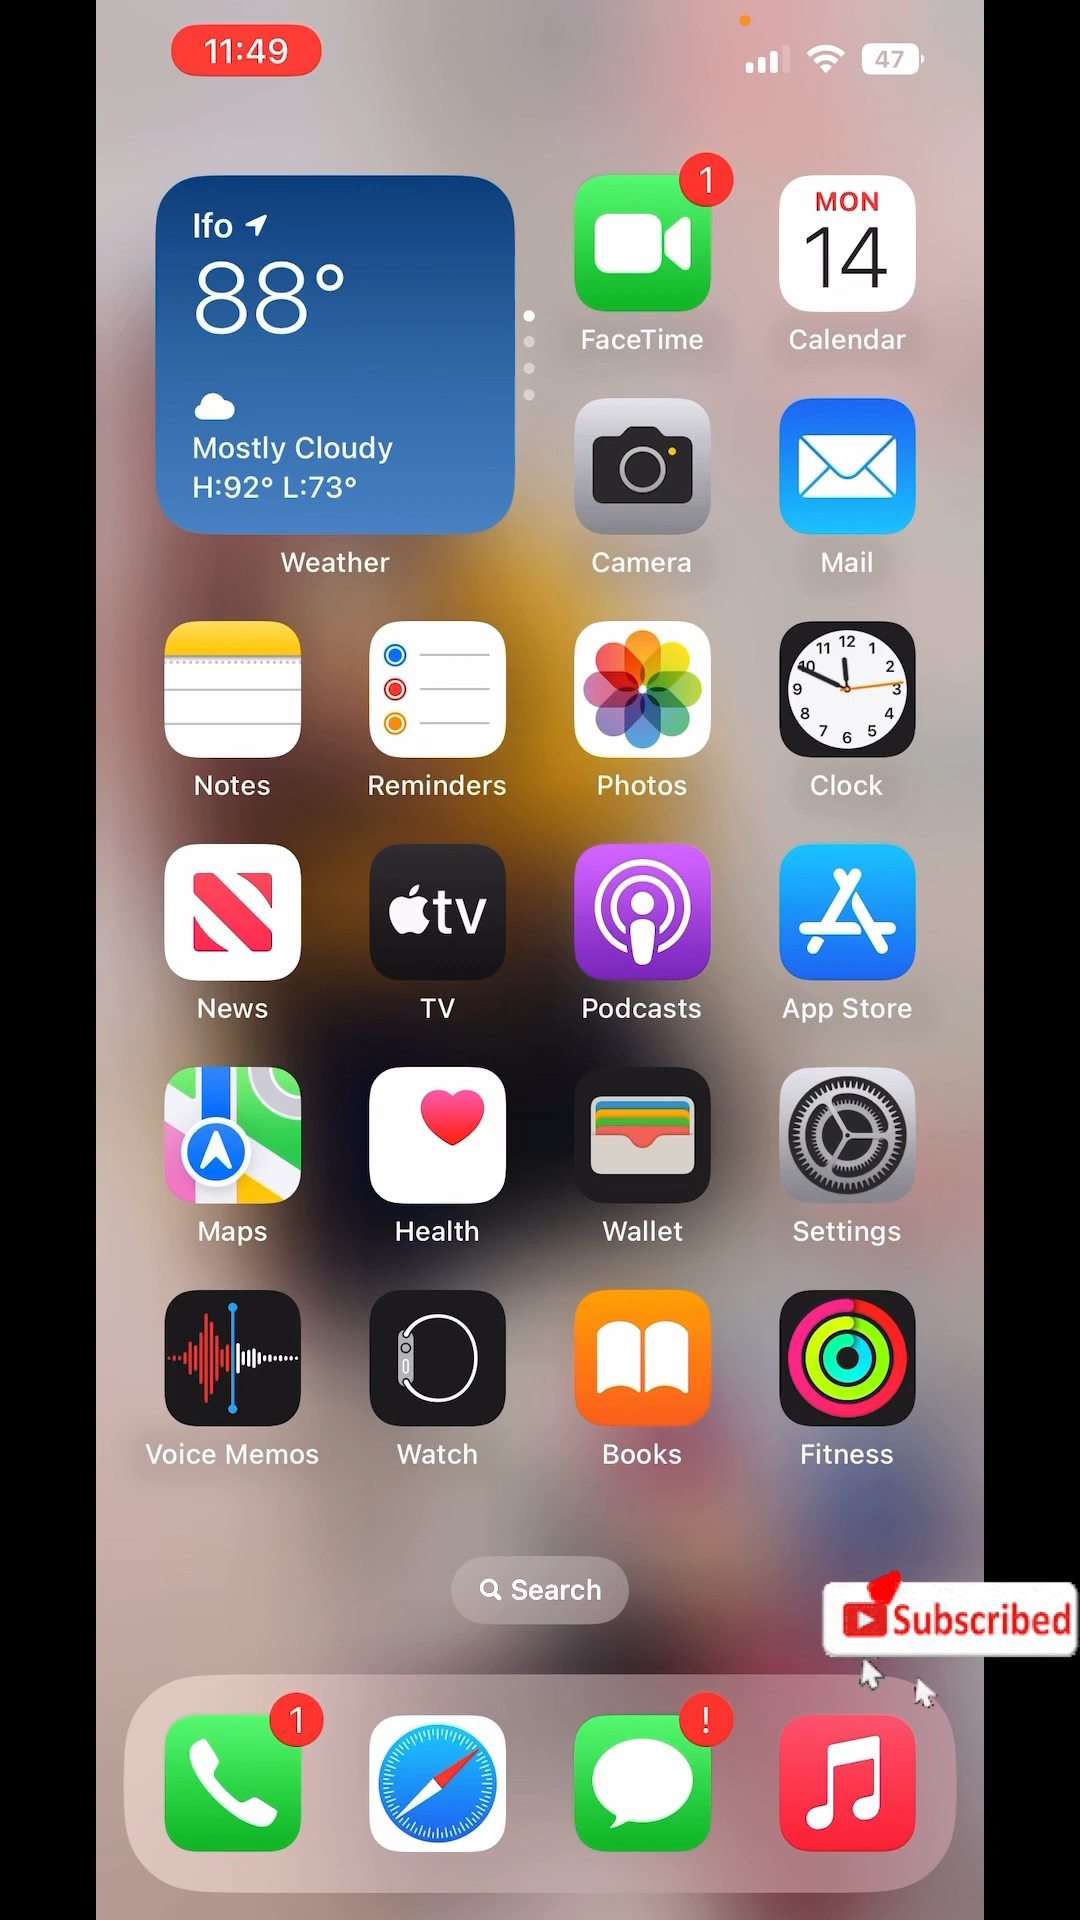 11:49
47
Ifo
88°
Mostly Cloudy
H:92° L:73°
Weather
1
FaceTime
MON
14
Calendar
Camera
Mail
Notes
Reminders
Photos
12
1
2
3
4
5
6
7
8
9
10
11
Clock
News
tv
TV
Podcasts
App Store
Maps
Health
Wallet
Settings
Voice Memos
Watch
Books
Fitness
Search
Subscribed
1
!